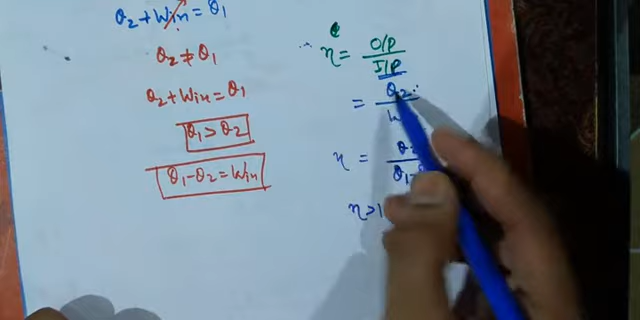 Q₂ + Win = Q₁
Q₂ ≠ Q₁
Q₂ + Win = Q₁
Q₁ > Q₂
Q₁ - Q₂ = Win
∴ η = O/P / I/P
= Q₂ / W
η = Q₂ / Q₁ -
η > 1